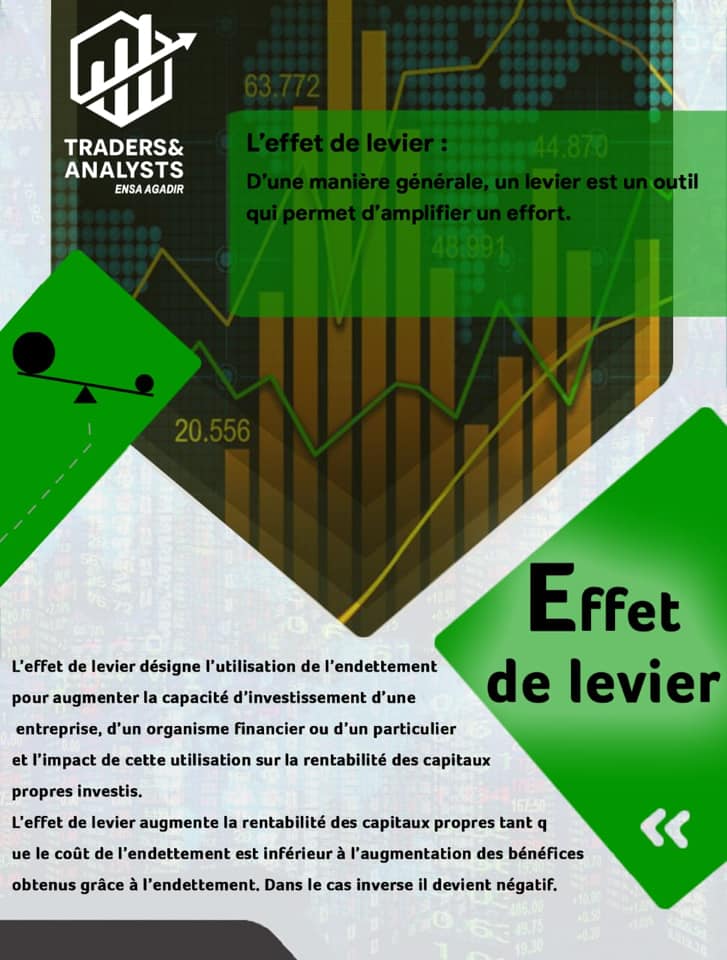 TRADERS&
ANALYSTS
ENSA AGADIR
63.772
L'effet de levier :
44.870
D'une manière générale, un levier est un outil
qui permet d'amplifier un effort.
48.991
20.556
Effet
de levier
L'effet de levier désigne l'utilisation de l'endettement
pour augmenter la capacité d'investissement d'une
entreprise, d'un organisme financier ou d'un particulier
et l'impact de cette utilisation sur la rentabilité des capitaux
propres investis.
L'effet de levier augmente la rentabilité des capitaux propres tant q
ue le coût de l'endettement est inférieur à l'augmentation des bénéfices
obtenus grâce à l'endettement. Dans le cas inverse il devient négatif.